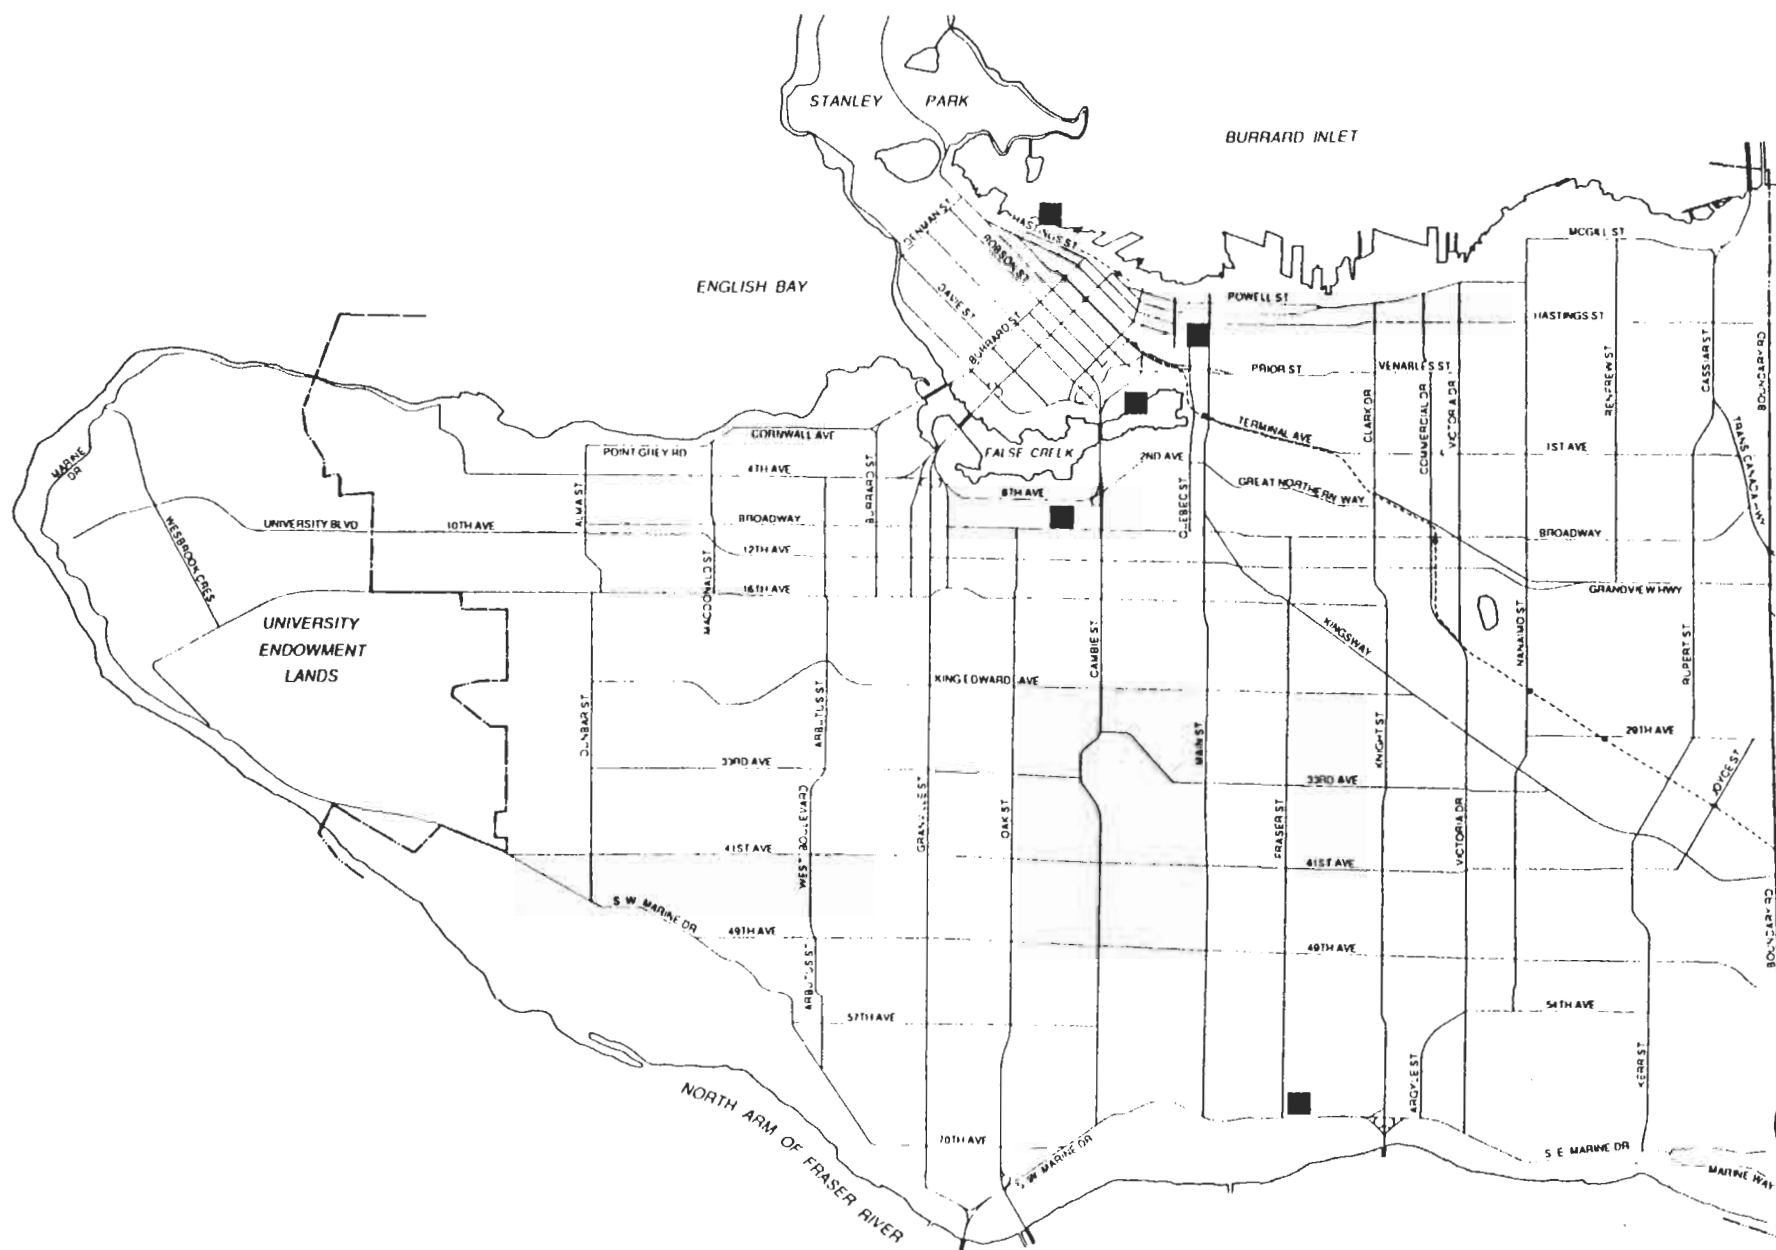 STANLEY PARK
BURRARD INLET
DENMAN ST
HASTINGS ST
ROBSON ST
MCGILL ST
ENGLISH BAY
DAVIE ST
BURRARD ST
POWELL ST
HASTINGS ST
PRIOR ST
VENABLES ST
CASSIAR ST
BOUNDARY RD
RENFREW ST
CLARK DR
COMMERCIAL DR
VICTORIA DR
TERMINAL AVE
TRANS CANADA HWY
CORNWALL AVE
POINT GREY RD
FALSE CREEK
2ND AVE
1ST AVE
MARINE DR
4TH AVE
BURRARD ST
6TH AVE
QUEBEC ST
GREAT NORTHERN WAY
ALMA ST
UNIVERSITY BLVD
10TH AVE
BROADWAY
BROADWAY
WESBROOK CRES
12TH AVE
MACDONALD ST
16TH AVE
GRANDVIEW HWY
UNIVERSITY
ENDOWMENT
LANDS
CAMBIE ST
KINGSWAY
NANAIMO ST
RUPERT ST
KING EDWARD AVE
DUNBAR ST
ARBUTUS ST
MAIN ST
KNIGHT ST
29TH AVE
33RD AVE
33RD AVE
JOYCE ST
WEST BOULEVARD
GRANVILLE ST
OAK ST
FRASER ST
VICTORIA DR
41ST AVE
41ST AVE
S W MARINE DR
49TH AVE
49TH AVE
BOUNDARY RD
ARBUTUS ST
57TH AVE
54TH AVE
ARGYLE ST
KERR ST
NORTH ARM OF FRASER RIVER
70TH AVE
S W MARINE DR
S E MARINE DR
MARINE WAY